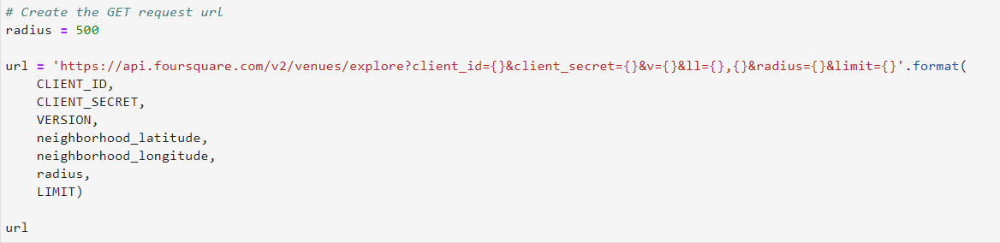 # Create the GET request url
radius = 500
url = 'https://api.foursquare.com/v2/venues/explore?client_id={}&client_secret={}&v={}&ll={},{}&radius={}&limit={}'.format(
CLIENT_ID,
CLIENT_SECRET,
VERSION,
neighborhood_latitude,
neighborhood_longitude,
radius,
LIMIT)
url